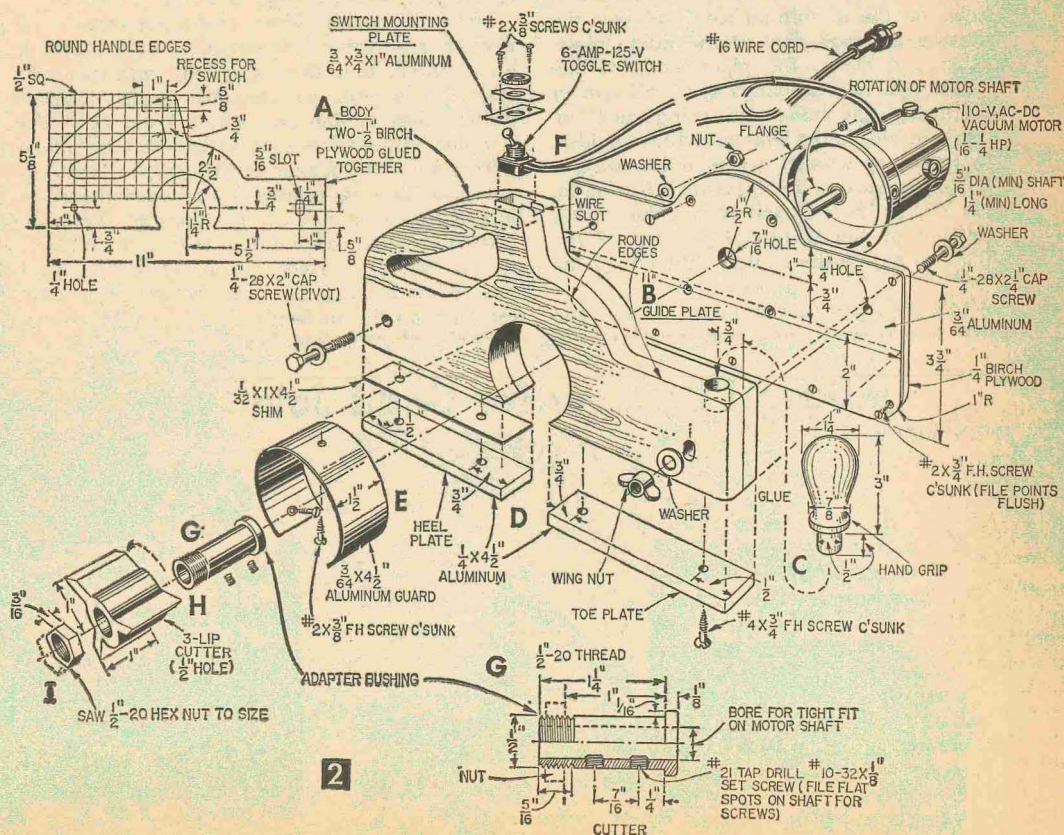 ROUND HANDLE EDGES
1/2" SQ
RECESS FOR
SWITCH
1"
5/8"
3/4"
5 1/8"
2 1/2"
5/16" SLOT
1/4"
3/4"
1/4" R
1"
3/4"
5 1/2"
1"
5/8"
11"
1/4" HOLE
1/4"-28X2" CAP
SCREW (PIVOT)
SWITCH MOUNTING
PLATE
3/64 X 3/4 X 1" ALUMINUM
#2 X 3/8" SCREWS C'SUNK
6-AMP-125-V
TOGGLE SWITCH
A BODY
TWO-1/2" BIRCH
PLYWOOD GLUED
TOGETHER
F
WIRE
SLOT
ROUND
EDGES
#16 WIRE CORD
ROTATION OF MOTOR SHAFT
110-V, AC-DC
VACUUM MOTOR
(1/16-1/4 HP)
5/16" DIA (MIN) SHAFT
1 1/4" (MIN) LONG
NUT
FLANGE
WASHER
WASHER
2 1/2" R
7/16" HOLE
1"
1/4" HOLE
3/4"
1/4"-28X2 1/4" CAP
SCREW
3/64" ALUMINUM
11"
B
GUIDE PLATE
3/4"
2"
3 3/4"
1/4" BIRCH
PLYWOOD
1" R
#2 X 3/4" F.H. SCREW
C'SUNK (FILE POINTS
FLUSH)
1/32 X 1 X 4 1/2"
SHIM
1/2"
3/4"
HEEL
PLATE
D
1/4 X 4 1/2"
ALUMINUM
3/4"
WING NUT
WASHER
GLUE
TOE PLATE
1/2"
#4 X 3/4" FH SCREW C'SUNK
1 1/4"
3"
7/8"
C
1/2"
HAND GRIP
E
1 1/2"
3/64 X 4 1/2"
ALUMINUM GUARD
#2 X 3/8" FH SCREW C'SUNK
G
H
3/16"
1"
1"
3-LIP
CUTTER
(1/2" HOLE)
I
SAW 1/2"-20 HEX NUT TO SIZE
ADAPTER BUSHING
G
1/2"-20 THREAD
1 1/4"
1"
1/16"
1/8"
BORE FOR TIGHT FIT
ON MOTOR SHAFT
1/2"
NUT
5/16"
7/16"
1/4"
#21 TAP DRILL #10-32 X 1/8"
SET SCREW (FILE FLAT
SPOTS ON SHAFT FOR
SCREWS)
CUTTER
2